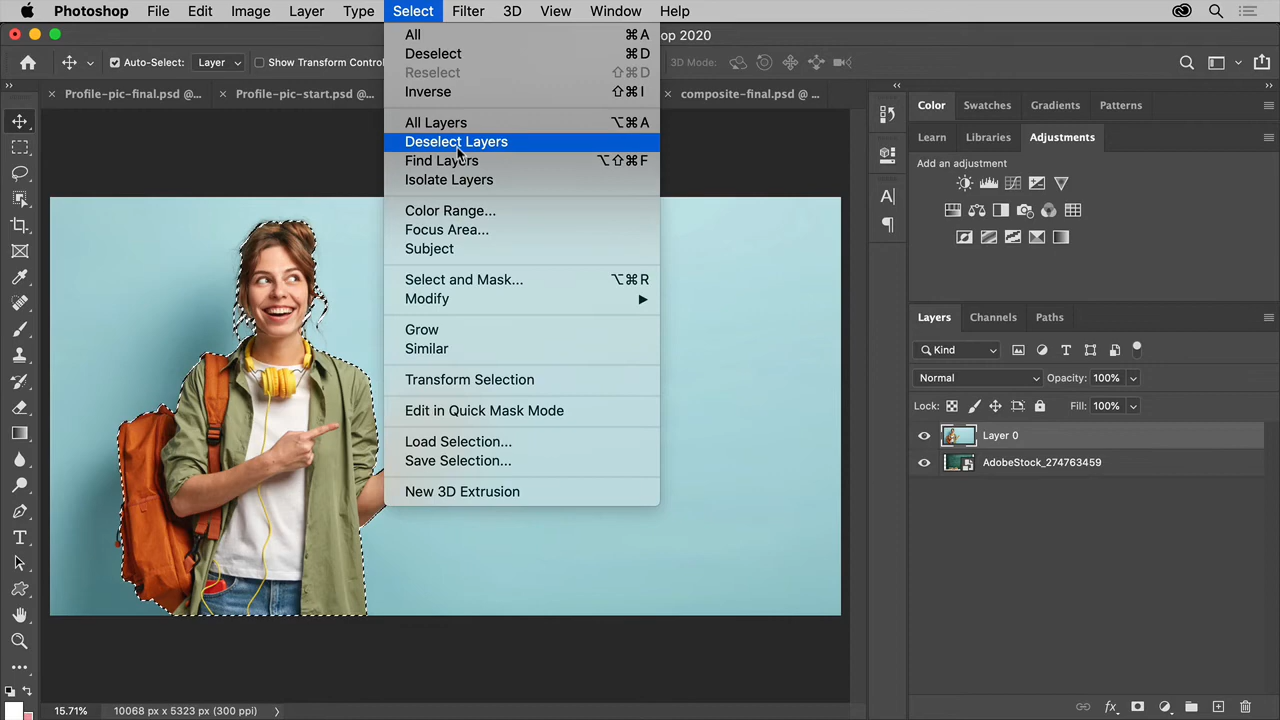 Photoshop File Edit Image Layer Type Select Filter 3D View Window Help
op 2020
Auto-Select: Layer Show Transform Control 3D Mode:
Profile-pic-final.psd @... Profile-pic-start.psd @... composite-final.psd @ ...
All ⌘A
Deselect ⌘D
Reselect ⇧⌘D
Inverse ⇧⌘I
All Layers ⌥⌘A
Deselect Layers
Find Layers ⌥⇧⌘F
Isolate Layers
Color Range...
Focus Area...
Subject
Select and Mask... ⌥⌘R
Modify
Grow
Similar
Transform Selection
Edit in Quick Mask Mode
Load Selection...
Save Selection...
New 3D Extrusion
Color Swatches Gradients Patterns
Learn Libraries Adjustments
Add an adjustment
Layers Channels Paths
Kind
Normal Opacity: 100%
Lock: Fill: 100%
Layer 0
AdobeStock_274763459
15.71% 10068 px x 5323 px (300 ppi)